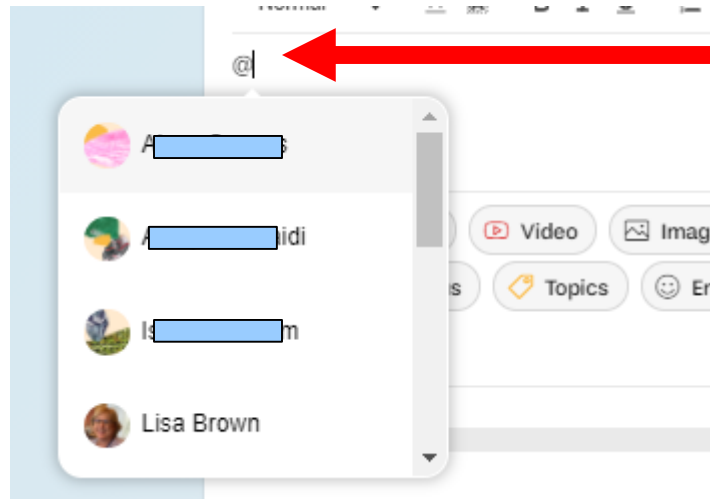 Normal
@
A s
Video
Imag
A idi
s
Topics
Er
Is m
Lisa Brown